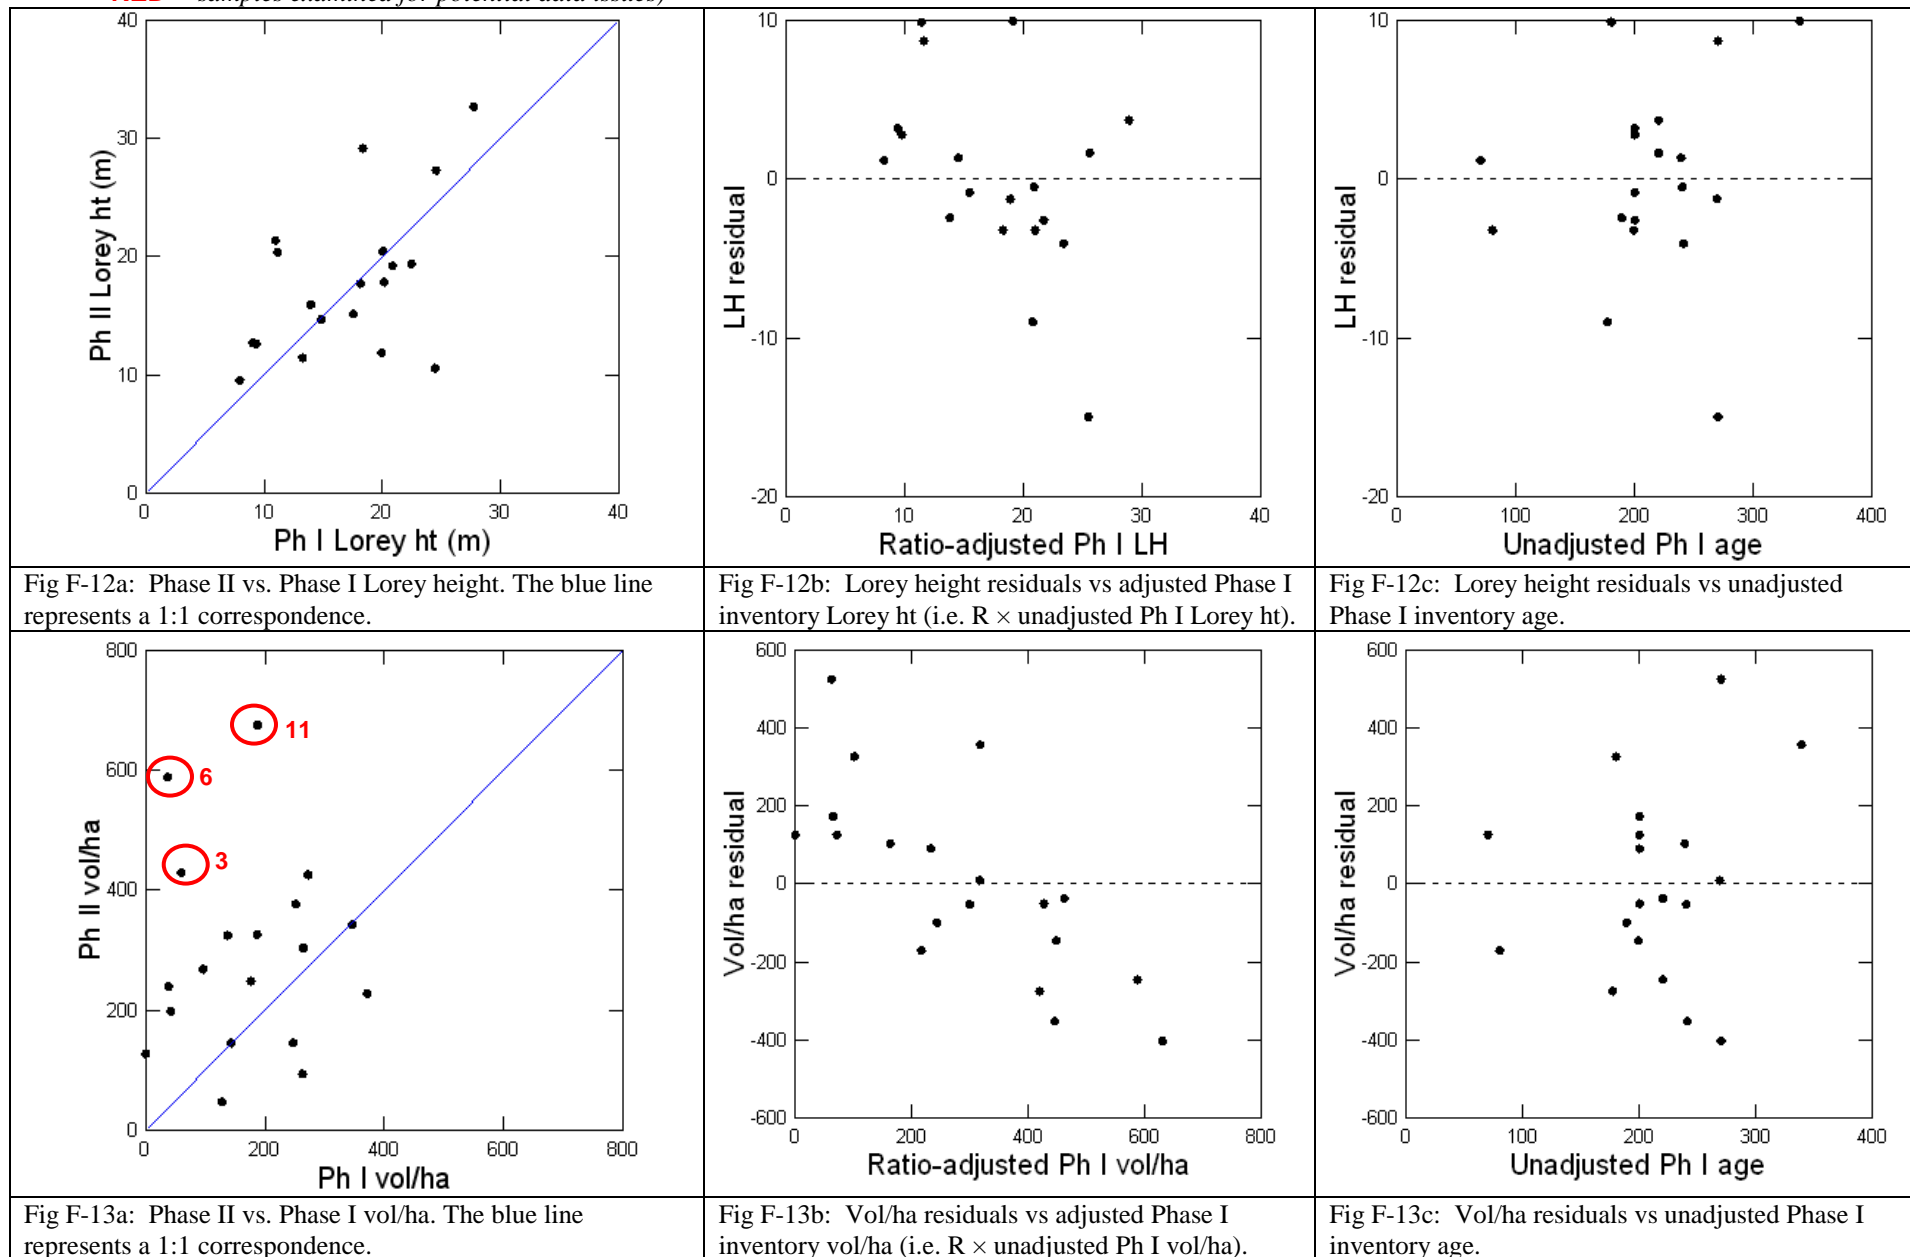 samples examined for potential data issues)
40
30
20
10
0
0 10 20 30 40
Ph II Lorey ht (m)
Ph I Lorey ht (m)
10
0
-10
-20
0 10 20 30 40
LH residual
Ratio-adjusted Ph I LH
10
0
-10
-20
0 100 200 300 400
LH residual
Unadjusted Ph I age
Fig F-12a: Phase II vs. Phase I Lorey height. The blue line
represents a 1:1 correspondence.
Fig F-12b: Lorey height residuals vs adjusted Phase I
inventory Lorey ht (i.e. R × unadjusted Ph I Lorey ht).
Fig F-12c: Lorey height residuals vs unadjusted
Phase I inventory age.
800
600
400
200
0
0 200 400 600 800
11
6
3
Ph II vol/ha
Ph I vol/ha
600
400
200
0
-200
-400
-600
0 200 400 600 800
Vol/ha residual
Ratio-adjusted Ph I vol/ha
600
400
200
0
-200
-400
-600
0 100 200 300 400
Vol/ha residual
Unadjusted Ph I age
Fig F-13a: Phase II vs. Phase I vol/ha. The blue line
represents a 1:1 correspondence.
Fig F-13b: Vol/ha residuals vs adjusted Phase I
inventory vol/ha (i.e. R × unadjusted Ph I vol/ha).
Fig F-13c: Vol/ha residuals vs unadjusted Phase I
inventory age.